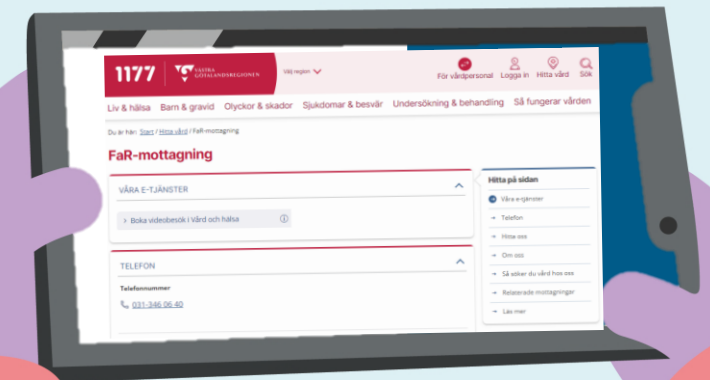 1177 VÄSTRA GÖTALANDSREGIONEN Välj region
För vårdpersonal Logga in Hitta vård Sök
Liv & hälsa Barn & gravid Olyckor & skador Sjukdomar & besvär Undersökning & behandling Så fungerar vården
Du är här: Start / Hitta vård / FaR-mottagning
FaR-mottagning
VÅRA E-TJÄNSTER
> Boka videobesök i Vård och hälsa
TELEFON
Telefonnummer
031-346 06 40
Hitta på sidan
Våra e-tjänster
→ Telefon
→ Hitta oss
→ Om oss
→ Så söker du vård hos oss
→ Relaterade mottagningar
→ Läs mer